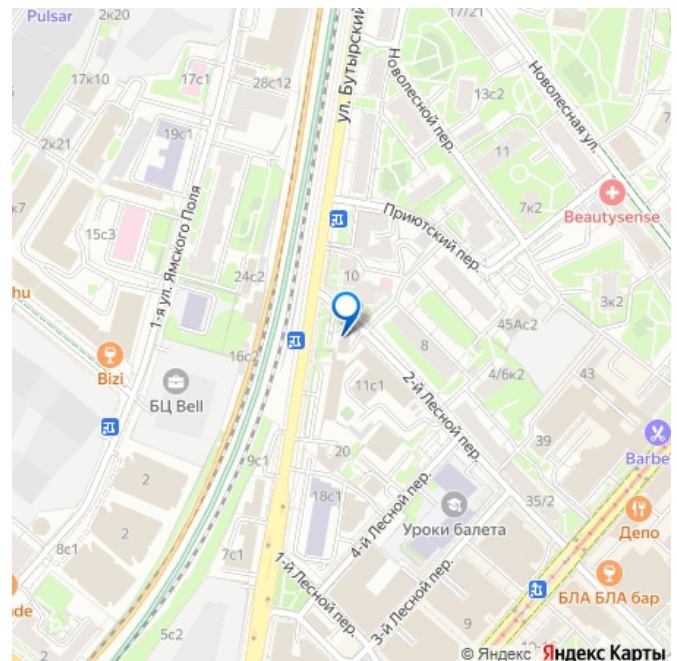 Pulsar
2к20
17/21
17к10
17с1
28с12
ул. Бутырский
Новолесной пер.
13с2
Новолесная ул.
19с1
2к21
11
7к2
Beautysense
к7
1-я ул. Ямского Поля
15с3
Приютский пер.
24с2
10
hu
3к2
45Ас2
16с2
8
Bizi
БЦ Bell
4/6к2
43
2-й Лесной пер.
11с1
39
Barbe
9с1
20
2
18с1
4-й Лесной пер.
Уроки балета
35/2
Депо
2
8с1
7с1
1-й Лесной пер.
3-й Лесной пер.
БЛА БЛА бар
de
5с2
9
2
© Яндекс Яндекс Карты